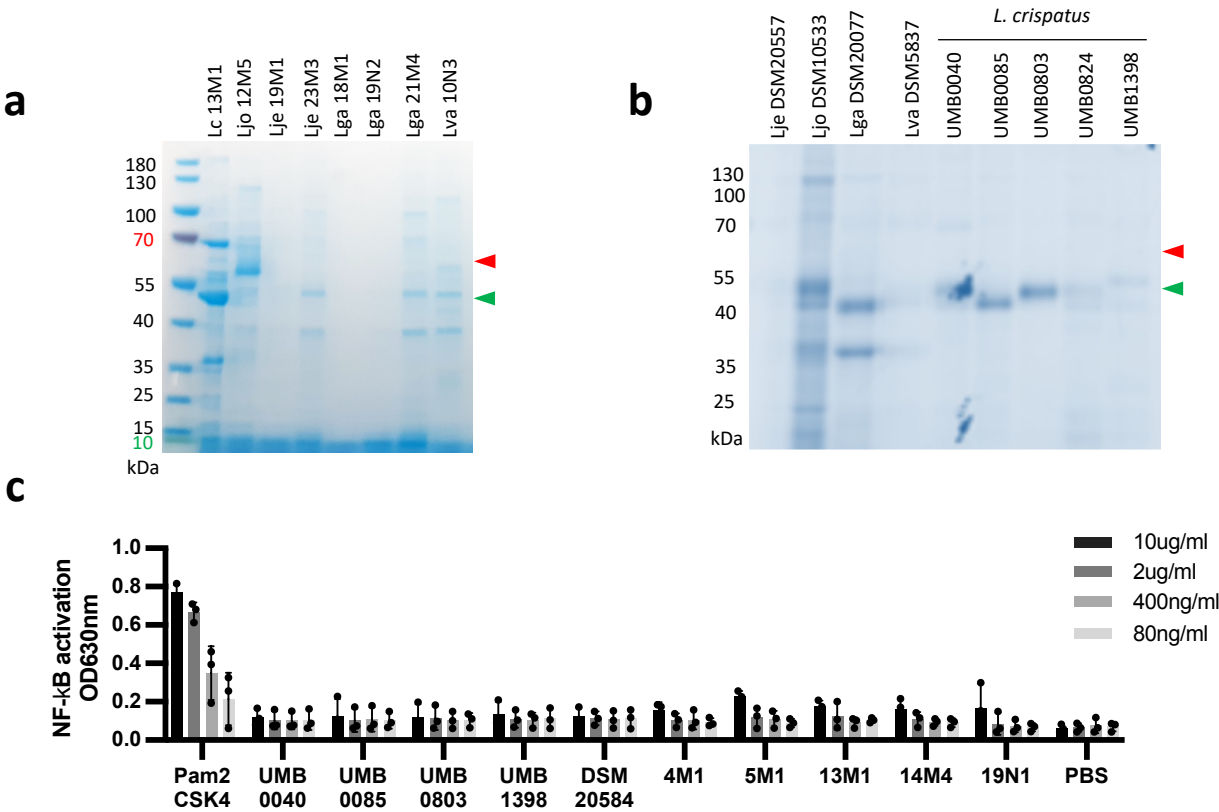 a
Lc 13M1
Ljo 12M5
Lje 19M1
Lje 23M3
Lga 18M1
Lga 19N2
Lga 21M4
Lva 10N3
180
130
100
70
55
40
35
25
15
10
kDa
b
L. crispatus
Lje DSM20557
Ljo DSM10533
Lga DSM20077
Lva DSM5837
UMB0040
UMB0085
UMB0803
UMB0824
UMB1398
130
100
70
55
40
35
25
kDa
c
NF-kB activation
OD630nm
1.0
0.8
0.6
0.4
0.2
0.0
10ug/ml
2ug/ml
400ng/ml
80ng/ml
Pam2
CSK4
UMB
0040
UMB
0085
UMB
0803
UMB
1398
DSM
20584
4M1
5M1
13M1
14M4
19N1
PBS